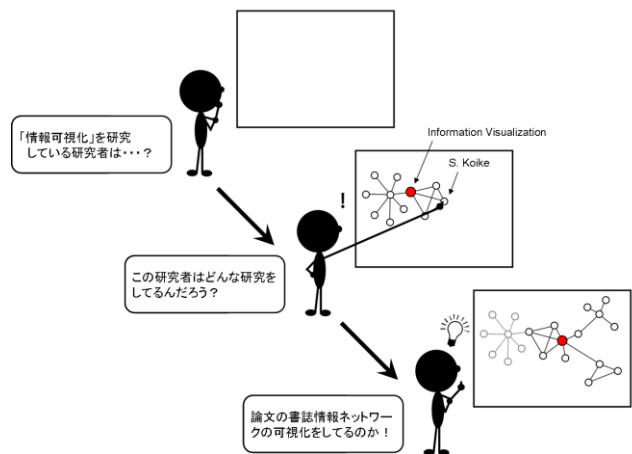 「情報可視化」を研究
している研究者は・・・？
Information Visualization
S. Koike
!
この研究者はどんな研究を
してるんだろう？
論文の書誌情報ネットワー
クの可視化をしてるのか！